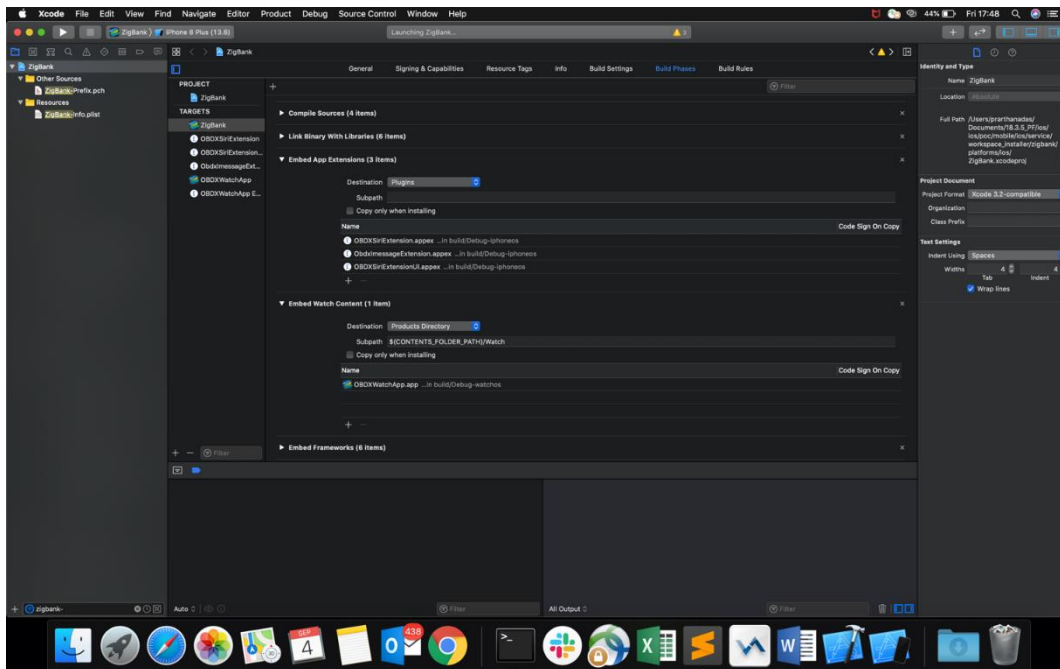 Xcode File Edit View Find Navigate Editor Product Debug Source Control Window Help 44% Fri 17:48
ZigBank iPhone 8 Plus (13.6) Launching ZigBank...
ZigBank
General Signing & Capabilities Resource Tags Info Build Settings Build Phases Build Rules
ZigBank
Other Sources
ZigBank-Prefix.pch
Resources
ZigBank-Info.plist
PROJECT
ZigBank
TARGETS
ZigBank
OBDXSiriExtension
OBDXSiriExtension...
ObdxImessageExt...
OBDXWatchApp
OBDXWatchApp E...
Filter
Compile Sources (4 items)
Link Binary With Libraries (6 items)
Embed App Extensions (3 items)
Destination Plugins
Subpath
Copy only when installing
Name Code Sign On Copy
OBDXSiriExtension.appex ...in build/Debug-iphoneos
ObdxImessageExtension.appex ...in build/Debug-iphoneos
OBDXSiriExtensionUI.appex ...in build/Debug-iphoneos
Embed Watch Content (1 item)
Destination Products Directory
Subpath $(CONTENTS_FOLDER_PATH)/Watch
Copy only when installing
Name Code Sign On Copy
OBDXWatchApp.app ...in build/Debug-watchos
Embed Frameworks (6 items)
Filter
Identity and Type
Name ZigBank
Location Absolute
Full Path /Users/prarthanadas/
Documents/18.3.5_PF/ios/
ios/poc/mobile/ios/service/
workspace_installer/zigbank/
platforms/ios/
ZigBank.xcodeproj
Project Document
Project Format Xcode 3.2-compatible
Organization
Class Prefix
Text Settings
Indent Using Spaces
Widths 4 4
Tab Indent
Wrap lines
zigbank- Auto Filter All Output Filter
SEP
4
438